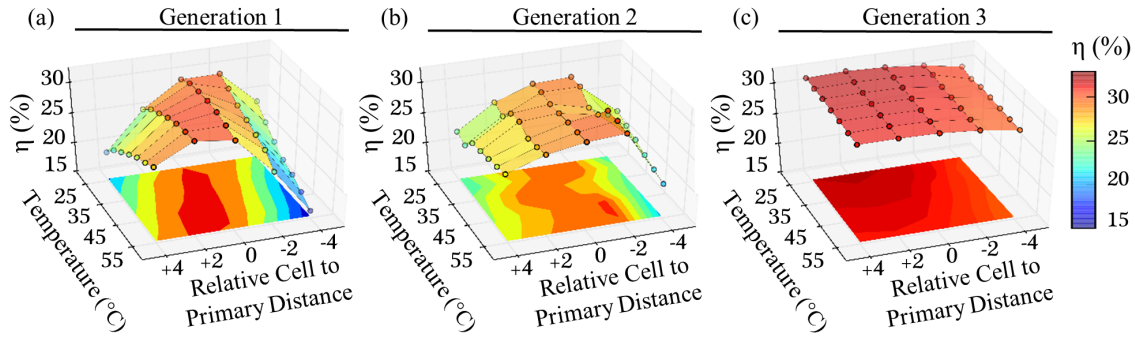 (a) Generation 1
(b) Generation 2
(c) Generation 3
η (%)
30
25
20
15
25
35
45
55
Temperature (°C)
+4
+2
0
-2
-4
Relative Cell to
Primary Distance
η (%)
30
25
20
15
25
35
45
55
Temperature (°C)
+4
+2
0
-2
-4
Relative Cell to
Primary Distance
η (%)
30
25
20
15
25
35
45
55
Temperature (°C)
+4
+2
0
-2
-4
Relative Cell to
Primary Distance
η (%)
30
25
20
15